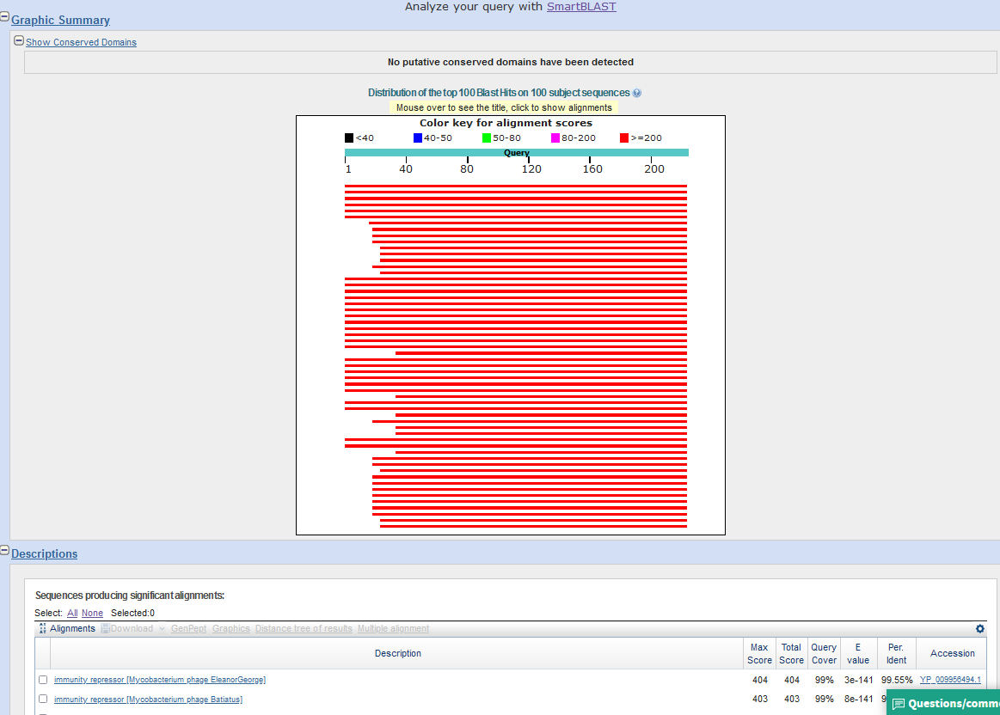 Analyze your query with SmartBLAST
Graphic Summary
Show Conserved Domains
No putative conserved domains have been detected
Distribution of the top 100 Blast Hits on 100 subject sequences
Mouse over to see the title, click to show alignments
Color key for alignment scores
<40 40-50 50-80 80-200 >=200
Query
1 40 80 120 160 200
Descriptions
Sequences producing significant alignments:
Select: All None Selected:0
Alignments Download GenPept Graphics Distance tree of results Multiple alignment
Description Max Score Total Score Query Cover E value Per. Ident Accession
immunity repressor [Mycobacterium phage EleanorGeorge] 404 404 99% 3e-141 99.55% YP_009956494.1
immunity repressor [Mycobacterium phage Batiatus] 403 403 99% 8e-141
Questions/comm